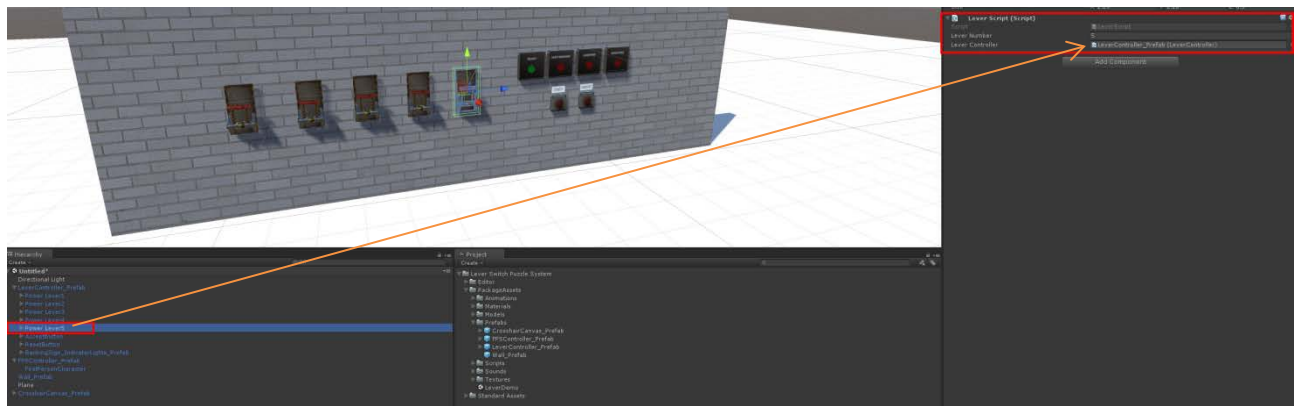 Lever Script (Script)
Script
LeverScript
Lever Number
5
Lever Controller
LeverController_Prefab (LeverController)
Add Component
Hierarchy
Create
Untitled*
Directional Light
LeverController_Prefab
Power Lever1
Power Lever2
Power Lever3
Power Lever4
Power Lever5
AcceptButton
ResetButton
BackingSign_IndicatorLights_Prefab
FPSController_Prefab
FirstPersonCharacter
Wall_Prefab
Plane
CrosshairCanvas_Prefab
Project
Create
Lever Switch Puzzle System
Editor
PackageAssets
Animations
Materials
Models
Prefabs
CrosshairCanvas_Prefab
FPSController_Prefab
LeverController_Prefab
Wall_Prefab
Scripts
Sounds
Textures
LeverDemo
Standard Assets